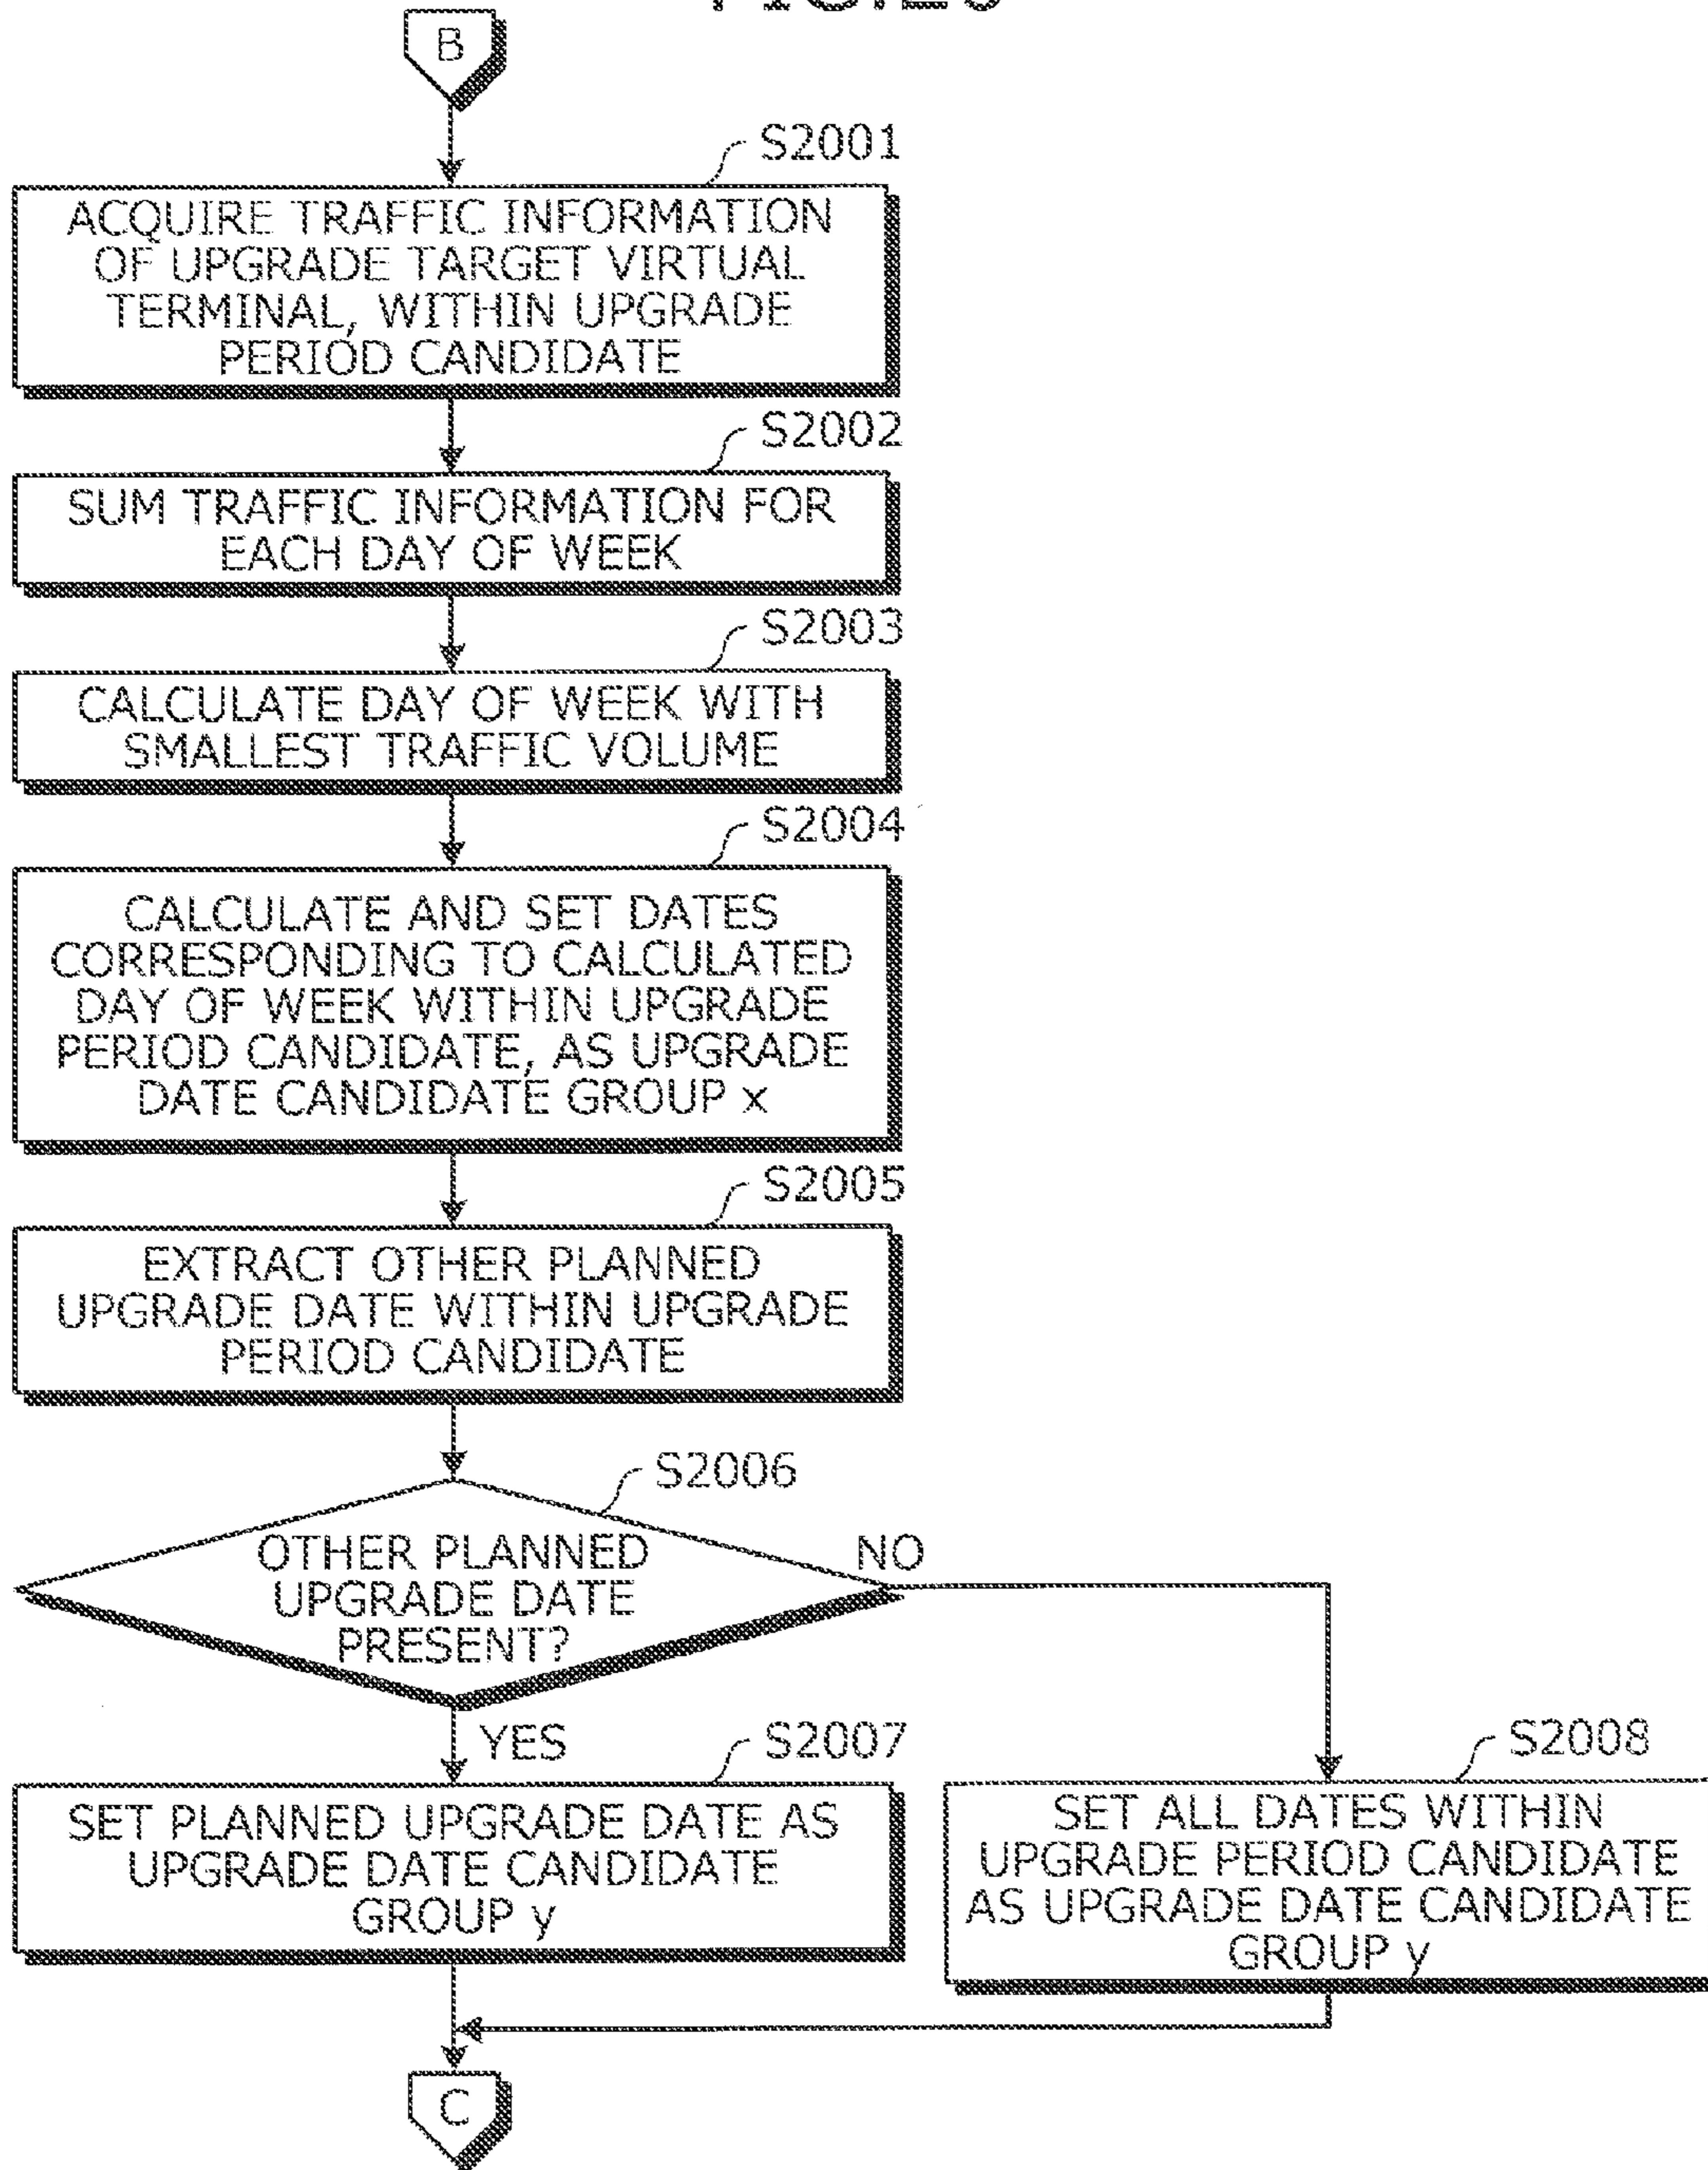 B
S2001
ACQUIRE TRAFFIC INFORMATION
OF UPGRADE TARGET VIRTUAL
TERMINAL, WITHIN UPGRADE
PERIOD CANDIDATE
S2002
SUM TRAFFIC INFORMATION FOR
EACH DAY OF WEEK
S2003
CALCULATE DAY OF WEEK WITH
SMALLEST TRAFFIC VOLUME
S2004
CALCULATE AND SET DATES
CORRESPONDING TO CALCULATED
DAY OF WEEK WITHIN UPGRADE
PERIOD CANDIDATE, AS UPGRADE
DATE CANDIDATE GROUP x
S2005
EXTRACT OTHER PLANNED
UPGRADE DATE WITHIN UPGRADE
PERIOD CANDIDATE
S2006
OTHER PLANNED
UPGRADE DATE
PRESENT?
NO
YES
S2007
SET PLANNED UPGRADE DATE AS
UPGRADE DATE CANDIDATE
GROUP y
S2008
SET ALL DATES WITHIN
UPGRADE PERIOD CANDIDATE
AS UPGRADE DATE CANDIDATE
GROUP y
C